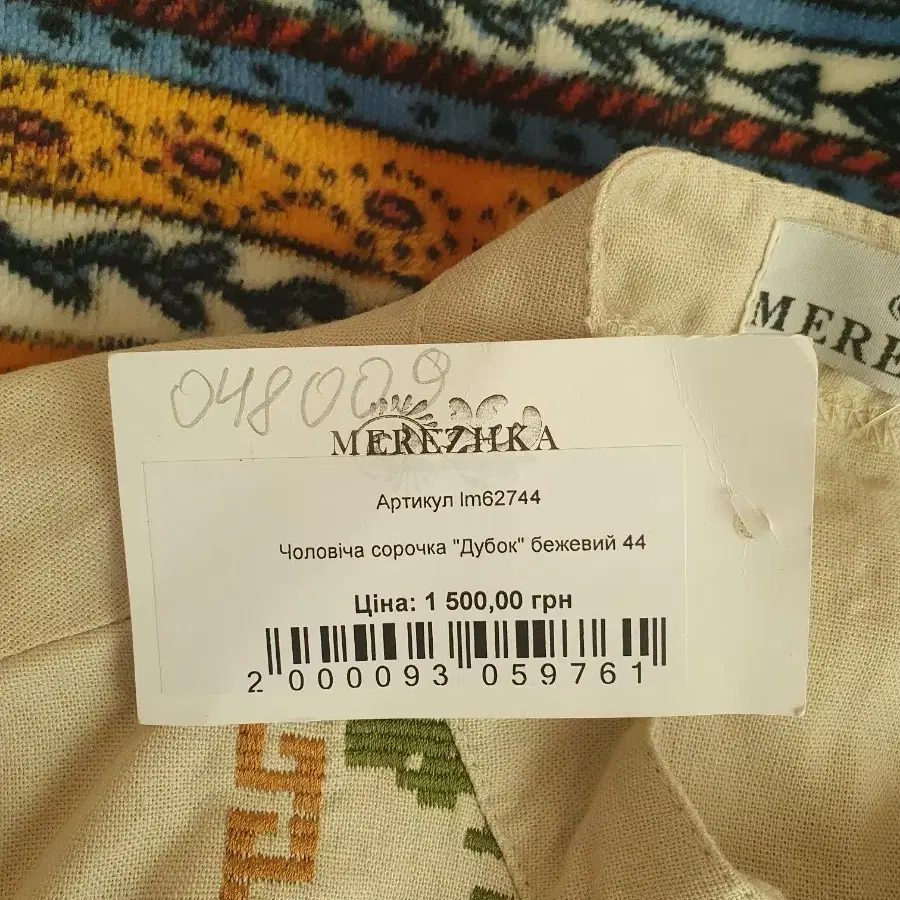 MERE
048009
MEREZHKA
Артикул lm62744
Чоловіча сорочка "Дубок" бежевий 44
Ціна: 1 500,00 грн
2 000093 059761